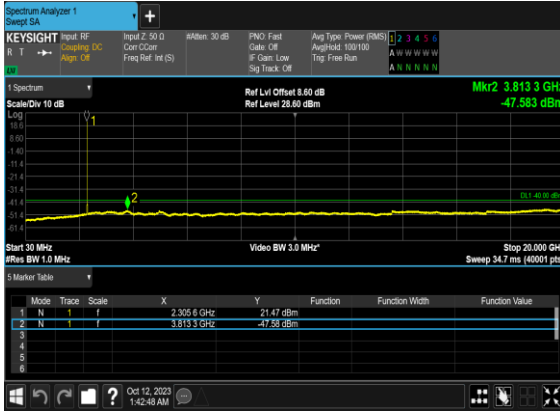 Spectrum Analyzer 1
Swept SA
+
KEYSIGHT Input: RF Input Z: 50 Ω #Atten: 30 dB PNO: Fast Avg Type: Power (RMS) 1 2 3 4 5 6
R T Coupling: DC Corr CCorr Gate: Off Avg|Hold: 100/100 A W W W W W
Align: Off Freq Ref: Int (S) IF Gain: Low Trig: Free Run
Sig Track: Off A N N N N N
1 Spectrum Ref Lvl Offset 8.60 dB Mkr2 3.813 3 GHz
Scale/Div 10 dB Ref Level 28.60 dBm -47.583 dBm
Log
18.6
8.60
-1.40
-11.4
-21.4
-31.4
-41.4
-51.4
-61.4
1
2
DL1 -40.00 dBm
Start 30 MHz Video BW 3.0 MHz* Stop 20.000 GH
#Res BW 1.0 MHz Sweep 34.7 ms (40001 pts
5 Marker Table
Mode Trace Scale X Y Function Function Width Function Value
1 N 1 f 2.305 6 GHz 21.47 dBm
2 N 1 f 3.813 3 GHz -47.58 dBm
3
4
5
6
? Oct 12, 2023
1:42:48 AM